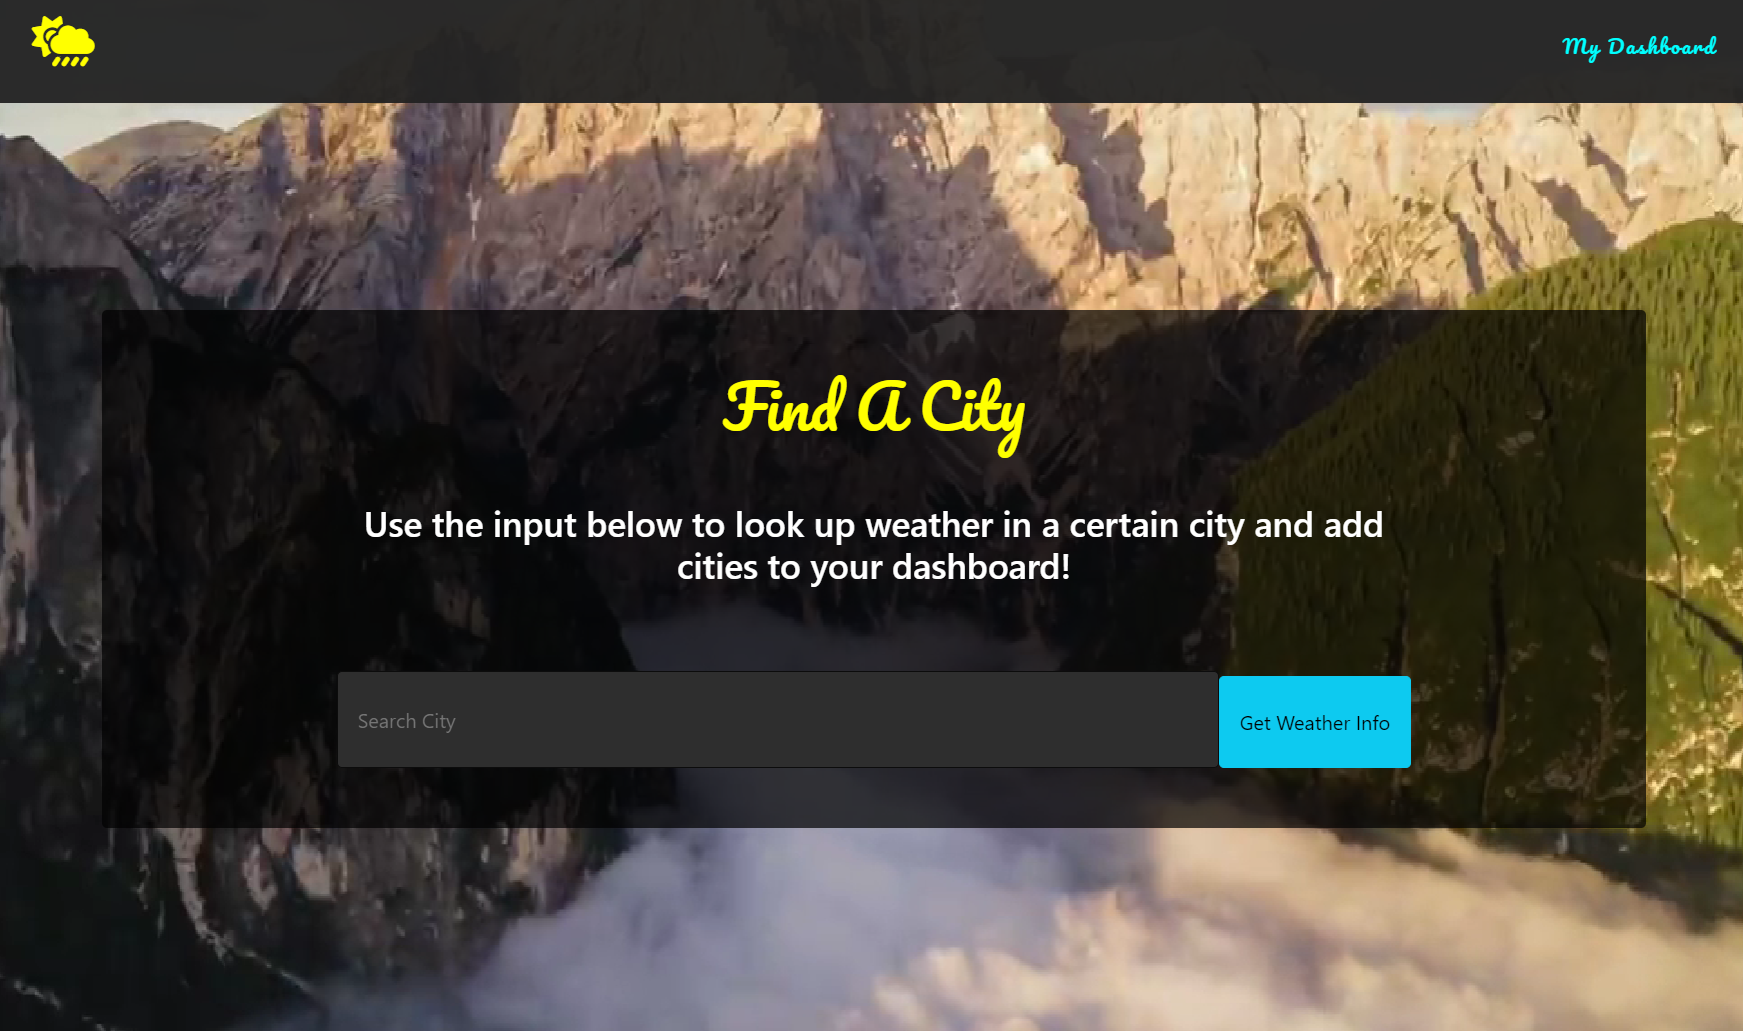 My Dashboard
Find A City
Use the input below to look up weather in a certain city and add
cities to your dashboard!
Search City
Get Weather Info